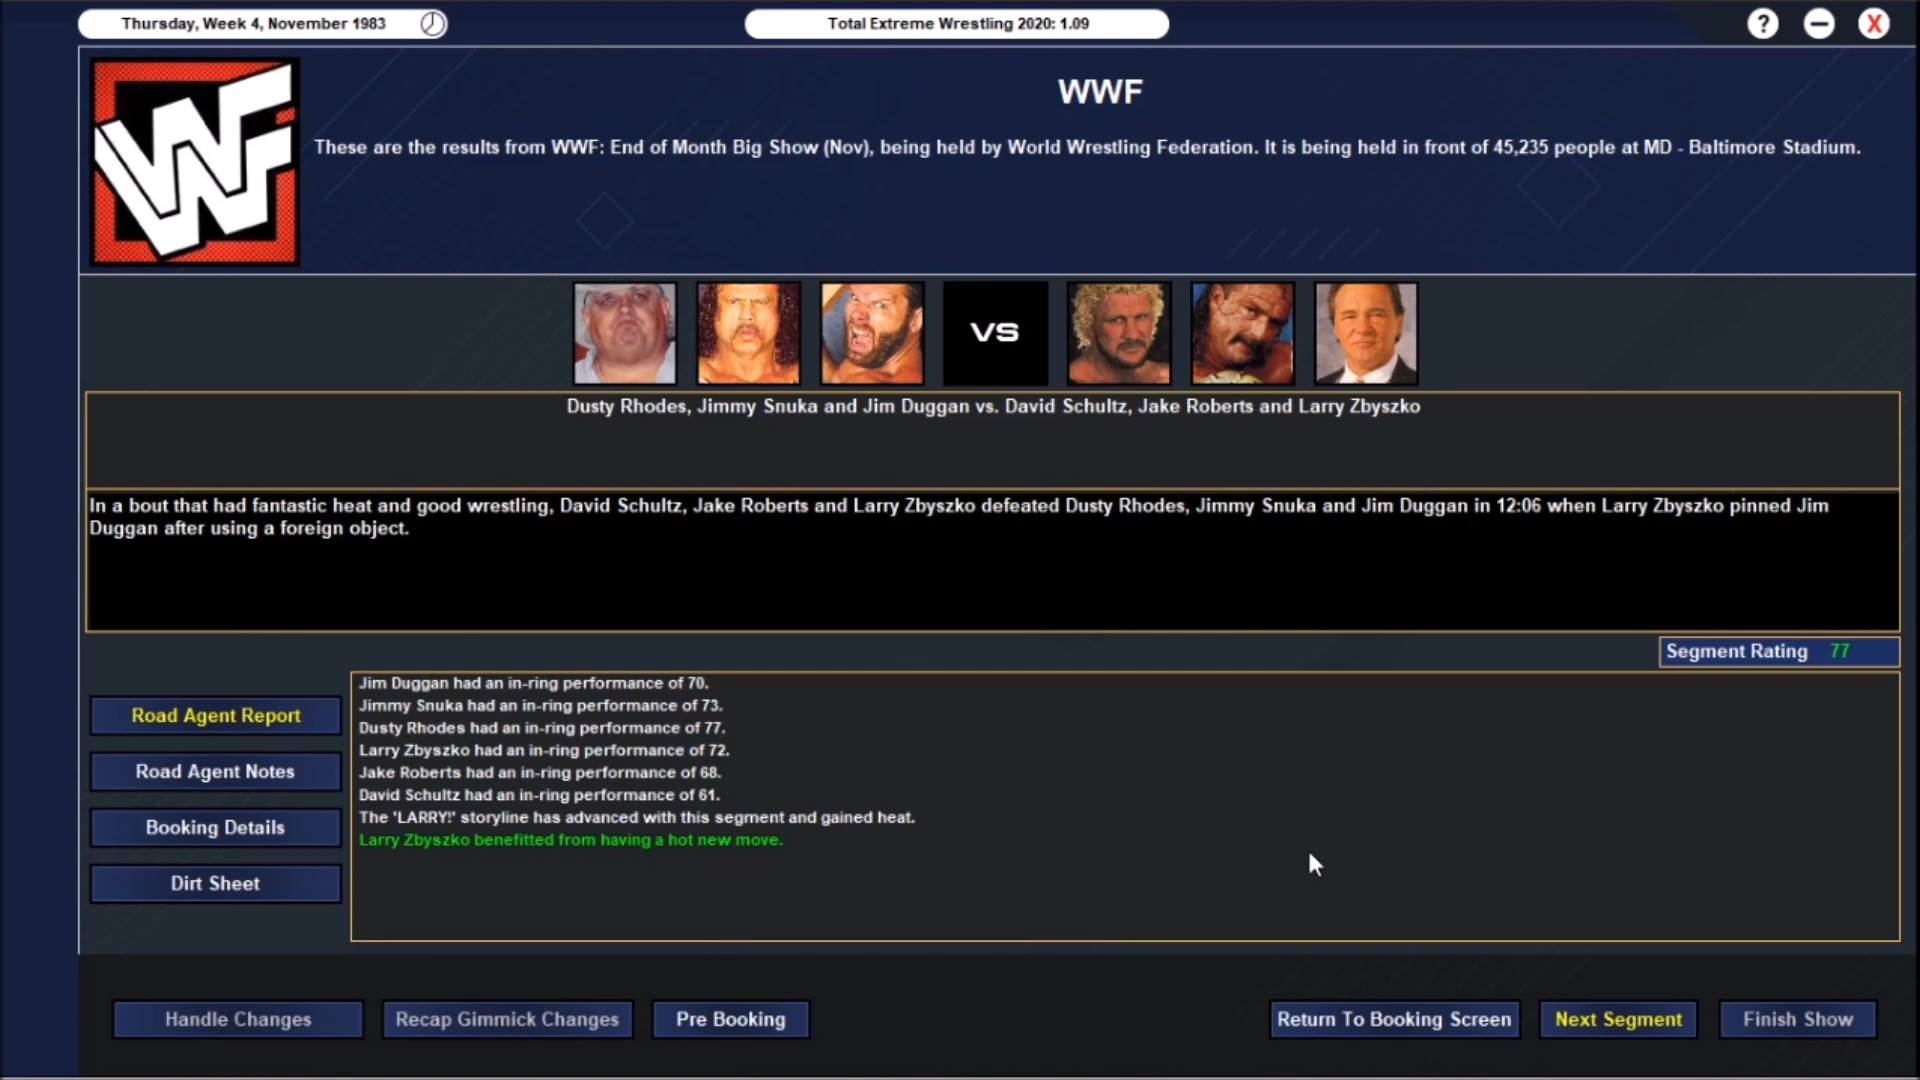 Thursday, Week 4, November 1983
Total Extreme Wrestling 2020: 1.09
?
X
WWF
WF
These are the results from WWF: End of Month Big Show (Nov), being held by World Wrestling Federation. It is being held in front of 45,235 people at MD - Baltimore Stadium.
VS
Dusty Rhodes, Jimmy Snuka and Jim Duggan vs. David Schultz, Jake Roberts and Larry Zbyszko
In a bout that had fantastic heat and good wrestling, David Schultz, Jake Roberts and Larry Zbyszko defeated Dusty Rhodes, Jimmy Snuka and Jim Duggan in 12:06 when Larry Zbyszko pinned Jim
Duggan after using a foreign object.
Segment Rating 77
Road Agent Report
Road Agent Notes
Booking Details
Dirt Sheet
Jim Duggan had an in-ring performance of 70.
Jimmy Snuka had an in-ring performance of 73.
Dusty Rhodes had an in-ring performance of 77.
Larry Zbyszko had an in-ring performance of 72.
Jake Roberts had an in-ring performance of 68.
David Schultz had an in-ring performance of 61.
The 'LARRY!' storyline has advanced with this segment and gained heat.
Larry Zbyszko benefitted from having a hot new move.
Handle Changes
Recap Gimmick Changes
Pre Booking
Return To Booking Screen
Next Segment
Finish Show